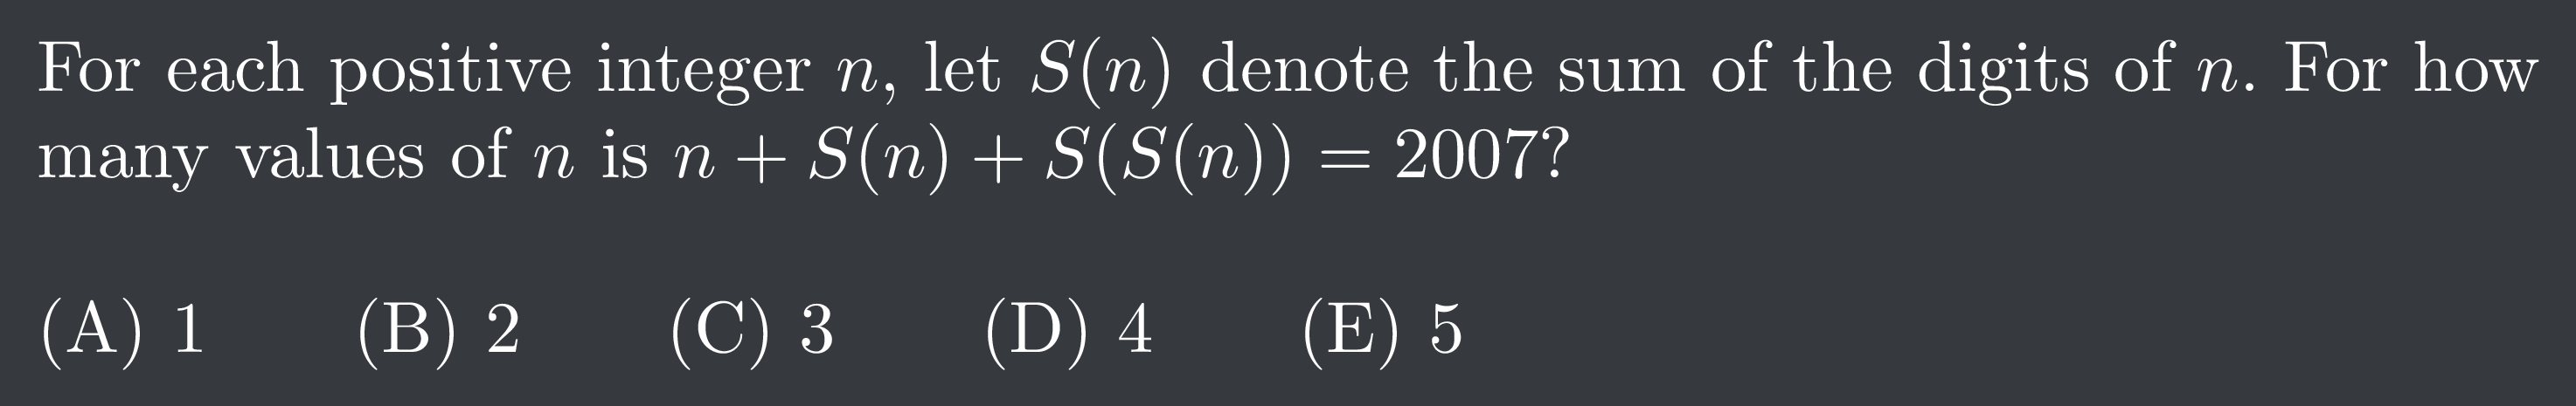 For each positive integer n, let S(n) denote the sum of the digits of n. For how
many values of n is n + S(n) + S(S(n)) = 2007?
(A) 1 (B) 2 (C) 3 (D) 4 (E) 5